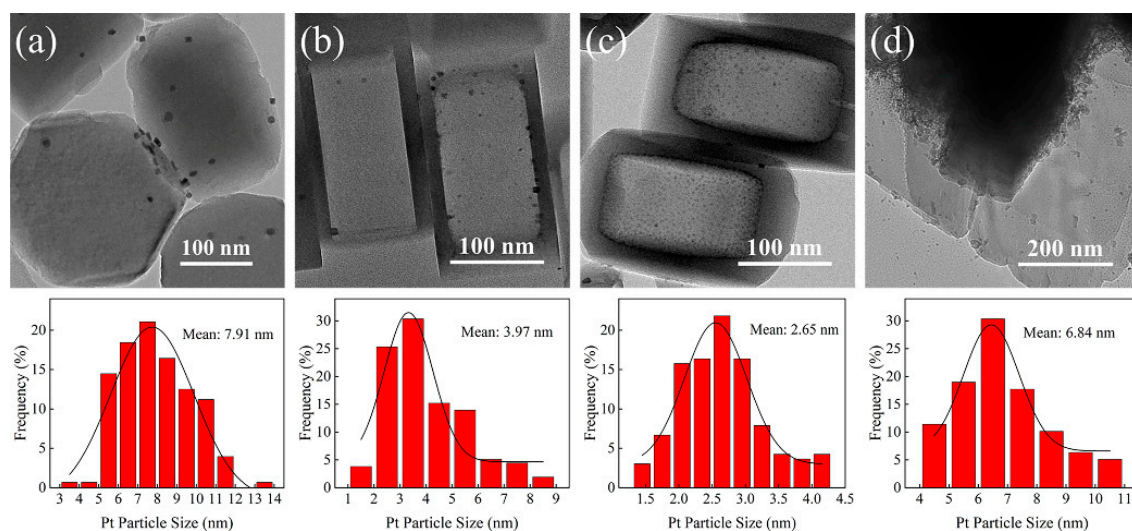 (a)
(b)
(c)
(d)
100 nm
100 nm
100 nm
200 nm
Mean: 7.91 nm
Frequency (%)
20
15
10
5
0
3 4 5 6 7 8 9 10 11 12 13 14
Pt Particle Size (nm)
Mean: 3.97 nm
Frequency (%)
30
25
20
15
10
5
0
1 2 3 4 5 6 7 8 9
Pt Particle Size (nm)
Mean: 2.65 nm
Frequency (%)
20
15
10
5
0
1.5 2.0 2.5 3.0 3.5 4.0 4.5
Pt Particle Size (nm)
Mean: 6.84 nm
Frequency (%)
30
25
20
15
10
5
0
4 5 6 7 8 9 10 11
Pt Particle Size (nm)